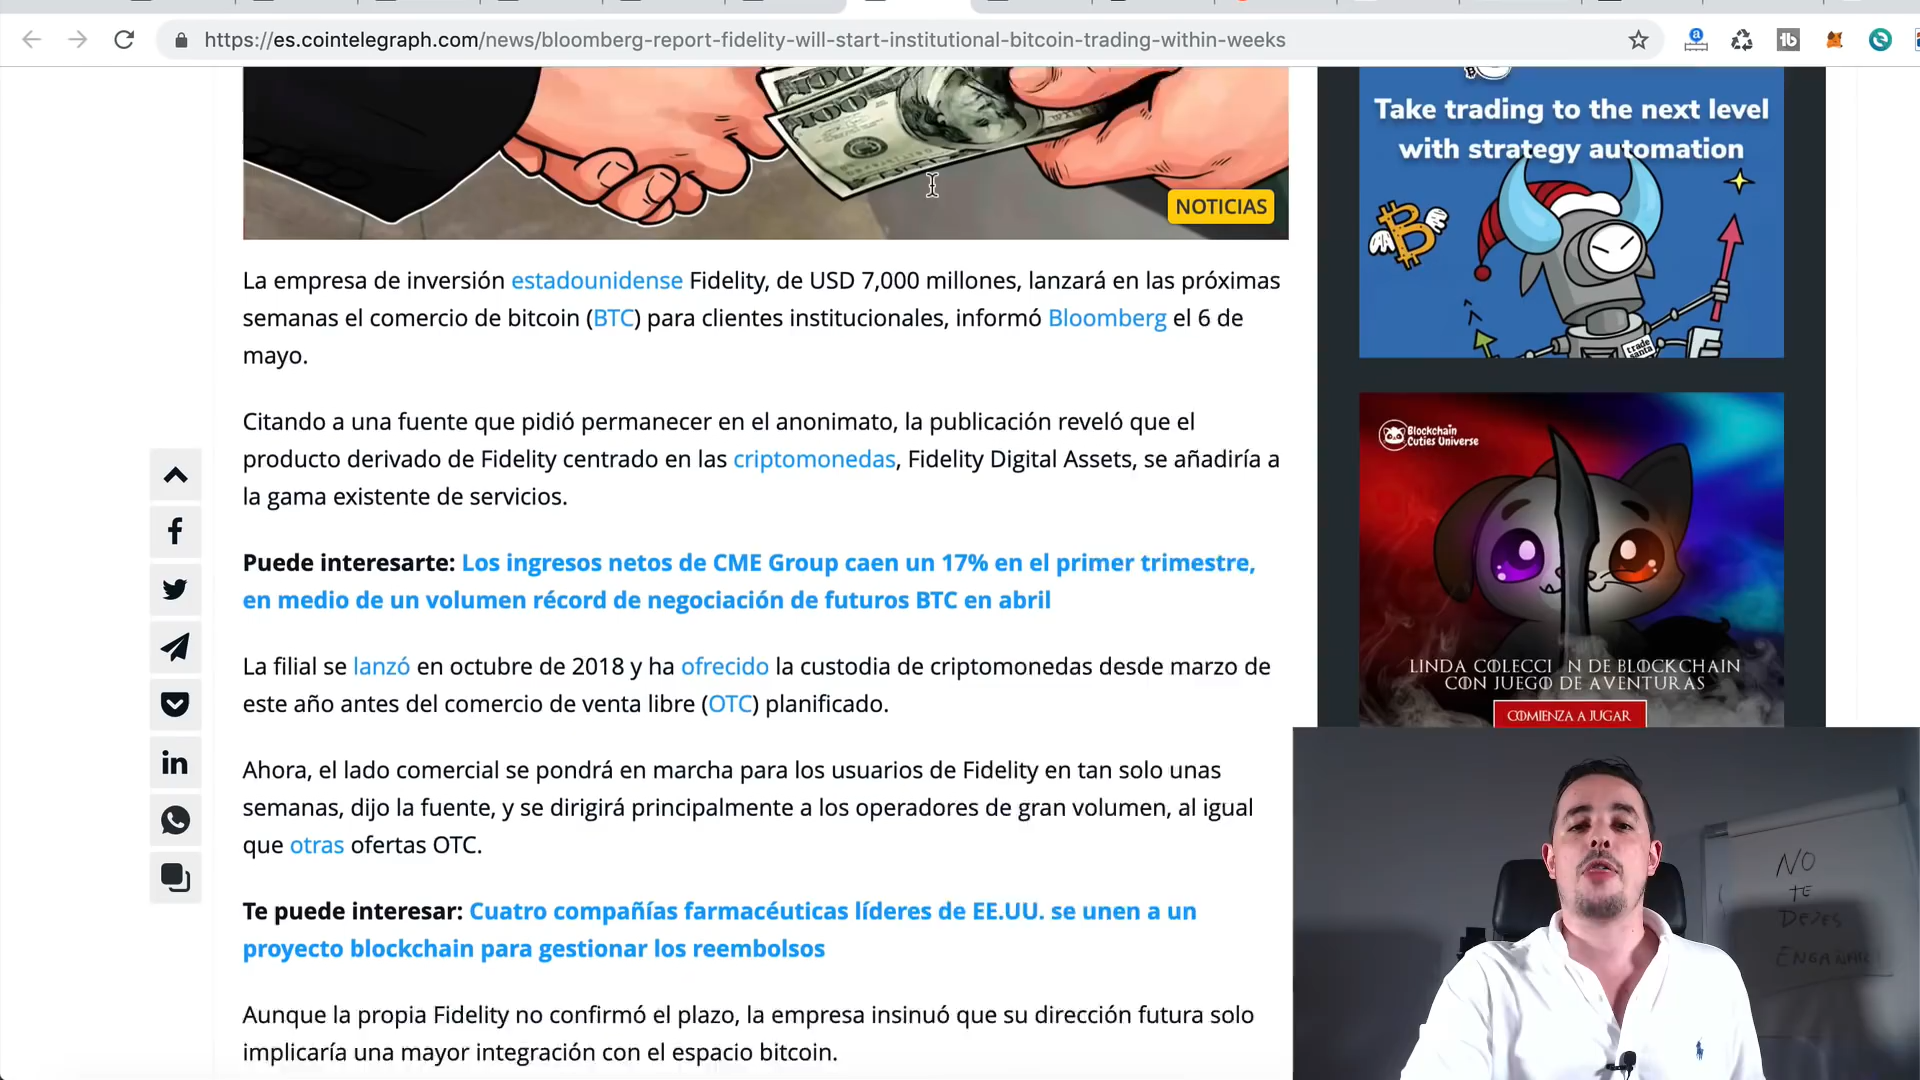 https://es.cointelegraph.com/news/bloomberg-report-fidelity-will-start-institutional-bitcoin-trading-within-weeks
Take trading to the next level
with strategy automation
trade
santa
NOTICIAS
La empresa de inversión estadounidense Fidelity, de USD 7,000 millones, lanzará en las próximas
semanas el comercio de bitcoin (BTC) para clientes institucionales, informó Bloomberg el 6 de
mayo.
Citando a una fuente que pidió permanecer en el anonimato, la publicación reveló que el
producto derivado de Fidelity centrado en las criptomonedas, Fidelity Digital Assets, se añadiría a
la gama existente de servicios.
Puede interesarte: Los ingresos netos de CME Group caen un 17% en el primer trimestre,
en medio de un volumen récord de negociación de futuros BTC en abril
La filial se lanzó en octubre de 2018 y ha ofrecido la custodia de criptomonedas desde marzo de
este año antes del comercio de venta libre (OTC) planificado.
Ahora, el lado comercial se pondrá en marcha para los usuarios de Fidelity en tan solo unas
semanas, dijo la fuente, y se dirigirá principalmente a los operadores de gran volumen, al igual
que otras ofertas OTC.
Te puede interesar: Cuatro compañías farmacéuticas líderes de EE.UU. se unen a un
proyecto blockchain para gestionar los reembolsos
Aunque la propia Fidelity no confirmó el plazo, la empresa insinuó que su dirección futura solo
implicaría una mayor integración con el espacio bitcoin.
Blockchain
Cuties Universe
LINDA COLECCI N DE BLOCKCHAIN
CON JUEGO DE AVENTURAS
COMIENZA A JUGAR
NO
TE
DEJES
ENGAÑAR